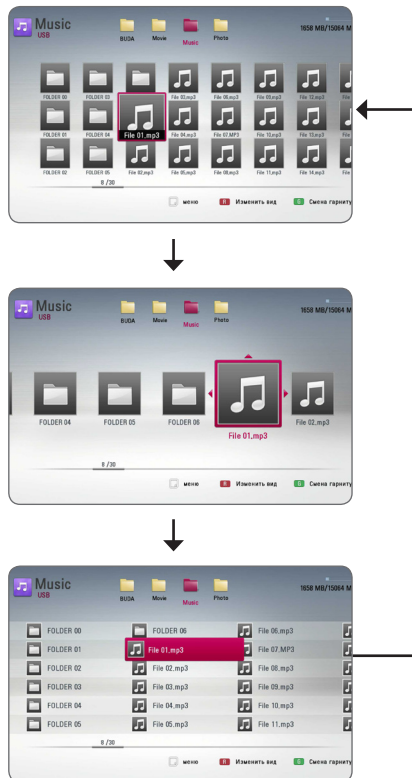 Music
USB
BUDA Movie Music Photo
1658 MB/15064 M
FOLDER 00 FOLDER 03 File 03.mp3 File 06.mp3 File 09.mp3 File 12.mp3 File
FOLDER 01 FOLDER 04 File 01.mp3 File 04.mp3 File 07.MP3 File 10.mp3 File 13.mp3 File
FOLDER 02 FOLDER 05 File 02.mp3 File 05.mp3 File 08.mp3 File 11.mp3 File 14.mp3 File
8 /30
меню R Изменить вид G Смена гарниту
Music
USB
BUDA Movie Music Photo
1658 MB/15064 M
FOLDER 04 FOLDER 05 FOLDER 06 File 01.mp3 File 02.mp3
8 /30
меню R Изменить вид G Смена гарниту
Music
USB
BUDA Movie Music Photo
1658 MB/15064 M
FOLDER 00 FOLDER 06 File 06.mp3
FOLDER 01 File 01.mp3 File 07.MP3
FOLDER 02 File 02.mp3 File 08.mp3
FOLDER 03 File 03.mp3 File 09.mp3
FOLDER 04 File 04.mp3 File 10.mp3
FOLDER 05 File 05.mp3 File 11.mp3
8 /30
меню R Изменить вид G Смена гарниту